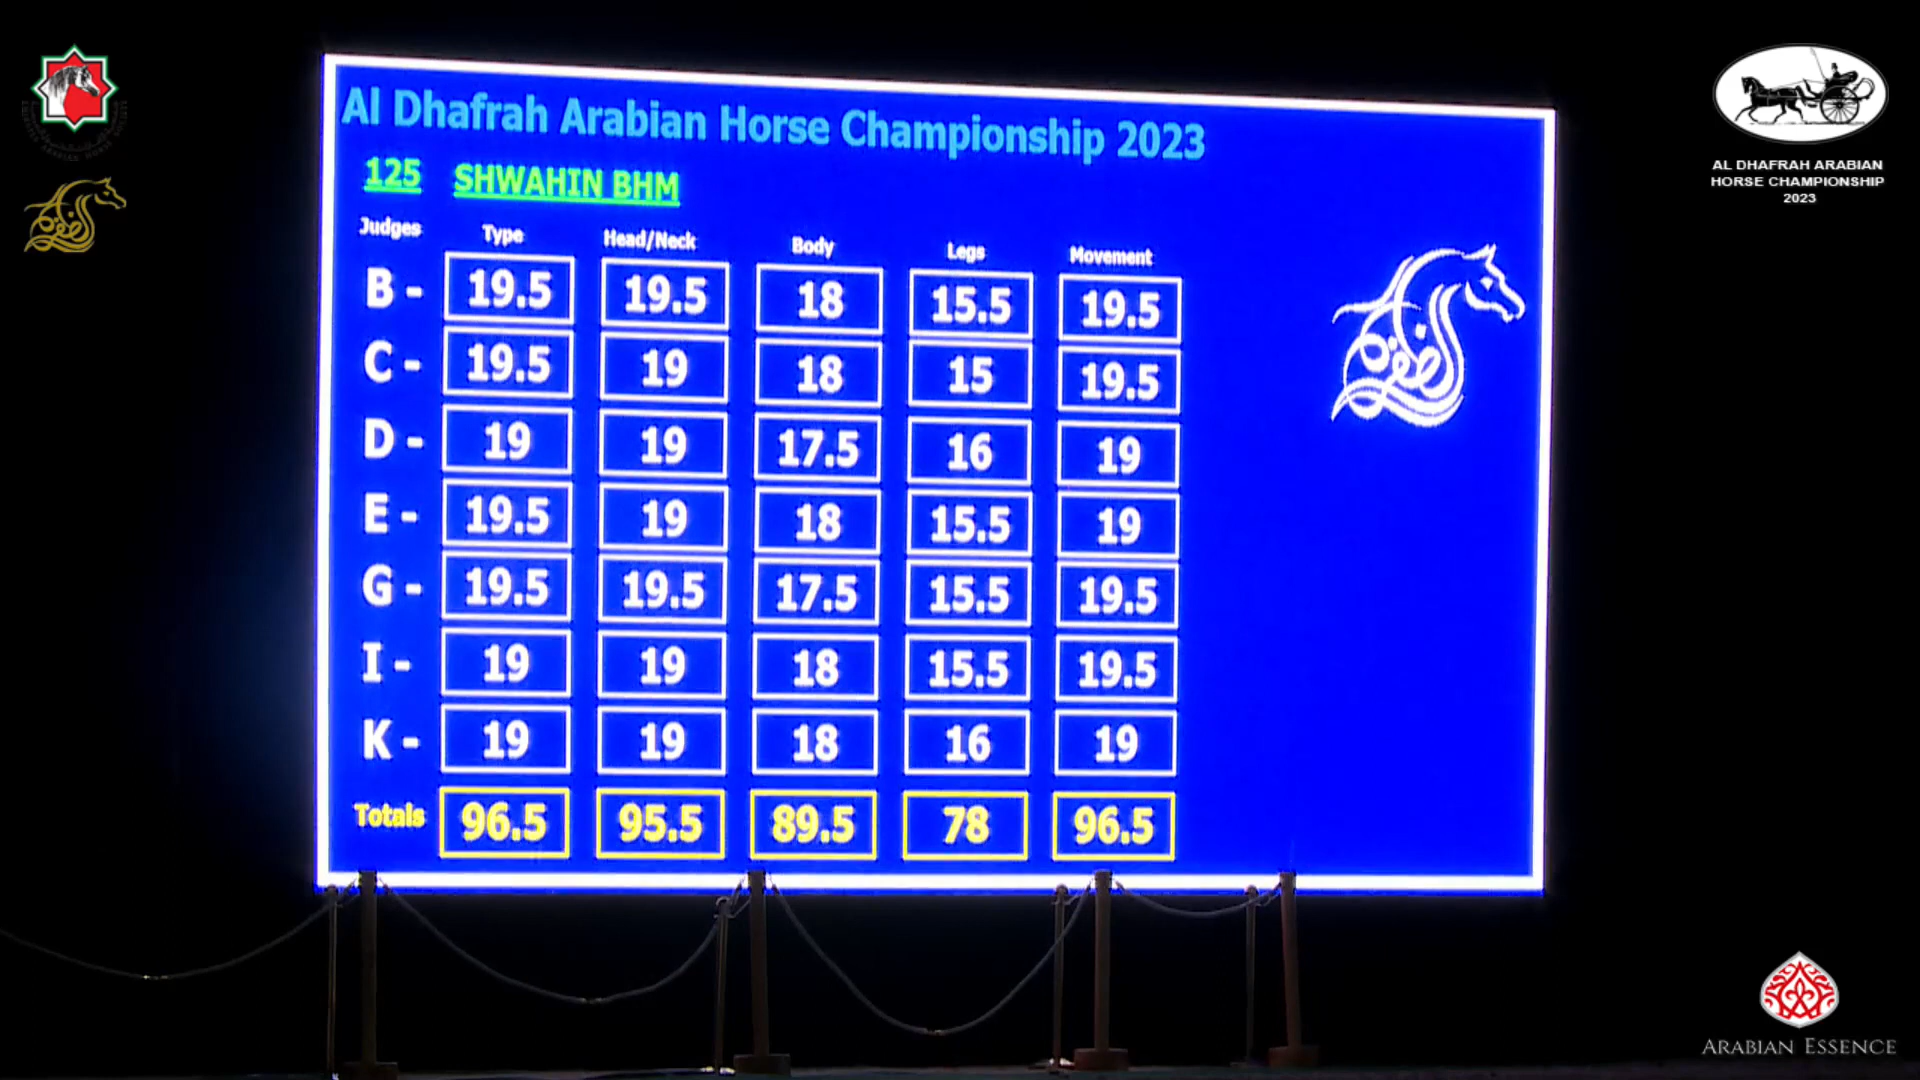 Al Dhafrah Arabian Horse Championship 2023
125 SHWAHIN BHM
Judges Type Head/Neck Body Legs Movement
B - 19.5 19.5 18 15.5 19.5
C - 19.5 19 18 15 19.5
D - 19 19 17.5 16 19
E - 19.5 19 18 15.5 19
G - 19.5 19.5 17.5 15.5 19.5
I - 19 19 18 15.5 19.5
K - 19 19 18 16 19
Totals 96.5 95.5 89.5 78 96.5
AL DHAFRAH ARABIAN
HORSE CHAMPIONSHIP
2023
ARABIAN ESSENCE